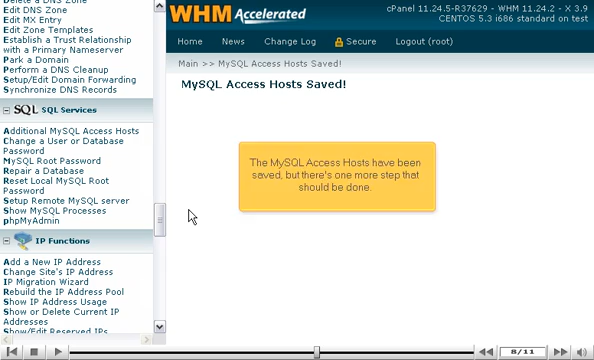 Delete a DNS Zone
Edit DNS Zone
Edit MX Entry
Edit Zone Templates
Establish a Trust Relationship
with a Primary Nameserver
Park a Domain
Perform a DNS Cleanup
Setup/Edit Domain Forwarding
Synchronize DNS Records
SQL SQL Services
Additional MySQL Access Hosts
Change a User or Database
Password
MySQL Root Password
Repair a Database
Reset Local MySQL Root
Password
Setup Remote MySQL server
Show MySQL Processes
phpMyAdmin
IP Functions
Add a New IP Address
Change Site's IP Address
IP Migration Wizard
Rebuild the IP Address Pool
Show IP Address Usage
Show or Delete Current IP
Addresses
Show/Edit Reserved IPs
WHM Accelerated
cPanel 11.24.5-R37629 - WHM 11.24.2 - X 3.9
CENTOS 5.3 i686 standard on test
Home News Change Log Secure Logout (root)
Main >> MySQL Access Hosts Saved!
MySQL Access Hosts Saved!
The MySQL Access Hosts have been
saved, but there's one more step that
should be done.
8/11